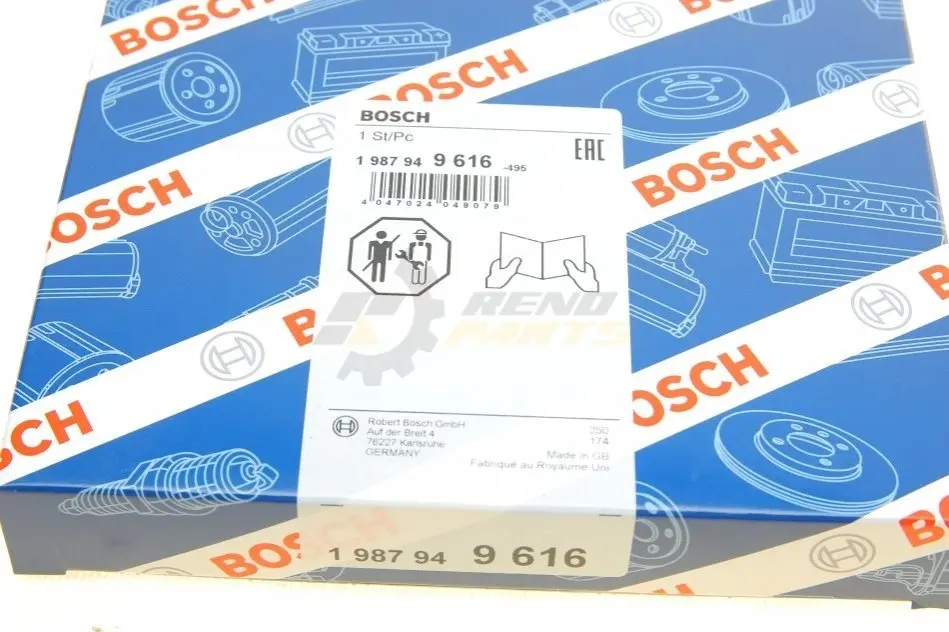 BOSCH
BOSCH
BOSCH
BOSCH
1 St/Pc
EAC
1 987 94 9 616 -495
4 047024 049079
BOSCH
BOSCH
RENO
PARTS
BOSCH
Robert Bosch GmbH
Auf der Breit 4
76227 Karlsruhe
GERMANY
350
174
Made in GB
Fabriqué au Royaume Uni
BOSCH
BOSCH
1 987 94 9 616